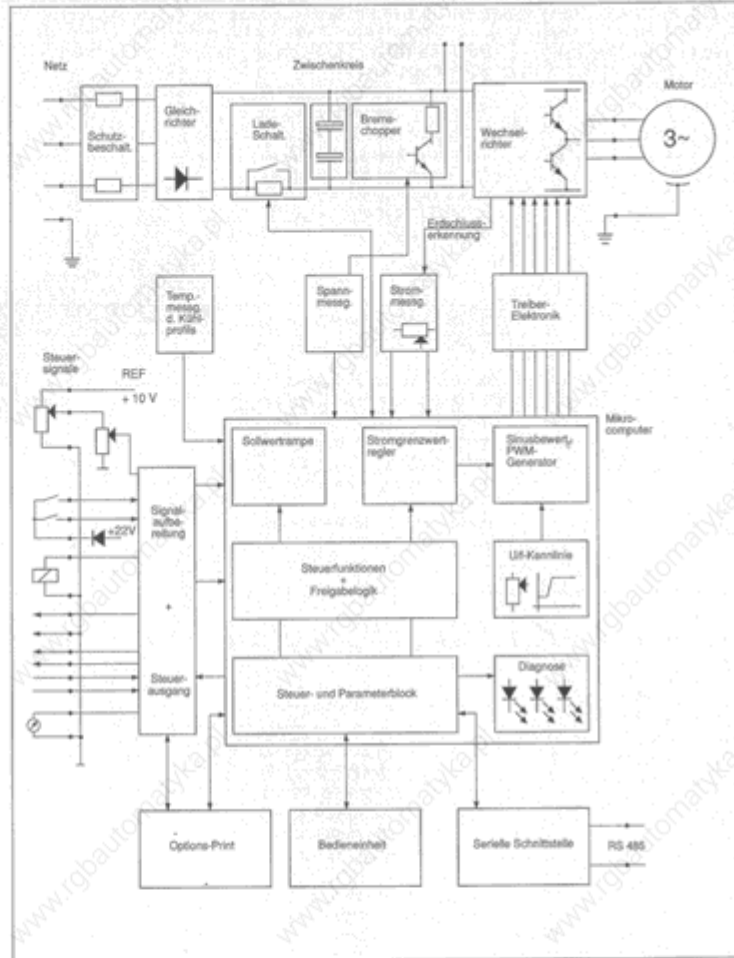 Netz
Zwischenkreis
Motor
Schutz-
beschalt.
Gleich-
richter
Lade-
Schalt.
Brems-
chopper
Wechsel-
richter
3~
Erdschluss-
erkennung
Temp.-
messg.
d. Kühl-
profils
Spann-
messg.
Strom-
messg.
Treiber-
Elektronik
Steuer-
signale
REF
+ 10 V
Mikro-
computer
Sollwertrampe
Stromgrenzwert-
regler
Sinusbewert.
PWM-
Generator
Signal-
aufbe-
reitung
+22V
Steuerfunktionen
+
Freigabelogik
U/f-Kennlinie
+
Steuer-
ausgang
Steuer- und Parameterblock
Diagnose
Options-Print
Bedieneinheit
Serielle Schnittstelle
RS 485
www.rgbautomatyka.pl